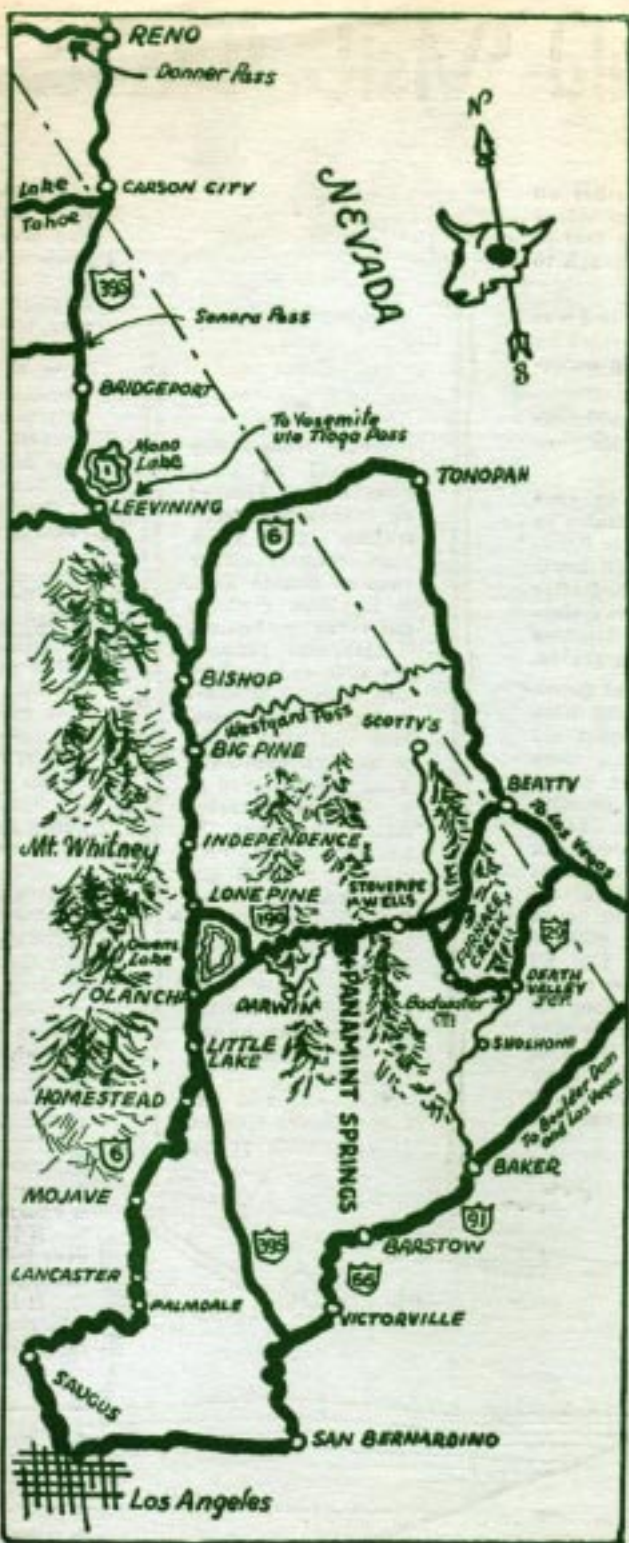 RENO
Donner Pass
N
NEVADA
Lake
Tahoe
CARSON CITY
395
S
Sonora Pass
BRIDGEPORT
To Yosemite
via Tioga Pass
Mono
Lake
LEEVINING
TONOPAH
6
BISHOP
Westgard Pass
SCOTTY'S
BIG PINE
BEATTY
To Las Vegas
INDEPENDENCE
Mt. Whitney
LONE PINE
190
STOVEPIPE
WELLS
FURNACE
CREEK
Owens
Lake
OLANCHA
DARWIN
PANAMINT SPRINGS
Badwater
DEATH
VALLEY
JCT.
LITTLE
LAKE
SHOSHONE
HOMESTEAD
6
To Boulder Dam
and Las Vegas
BAKER
MOJAVE
91
395
BARSTOW
66
LANCASTER
PALMDALE
VICTORVILLE
SAUGUS
SAN BERNARDINO
Los Angeles